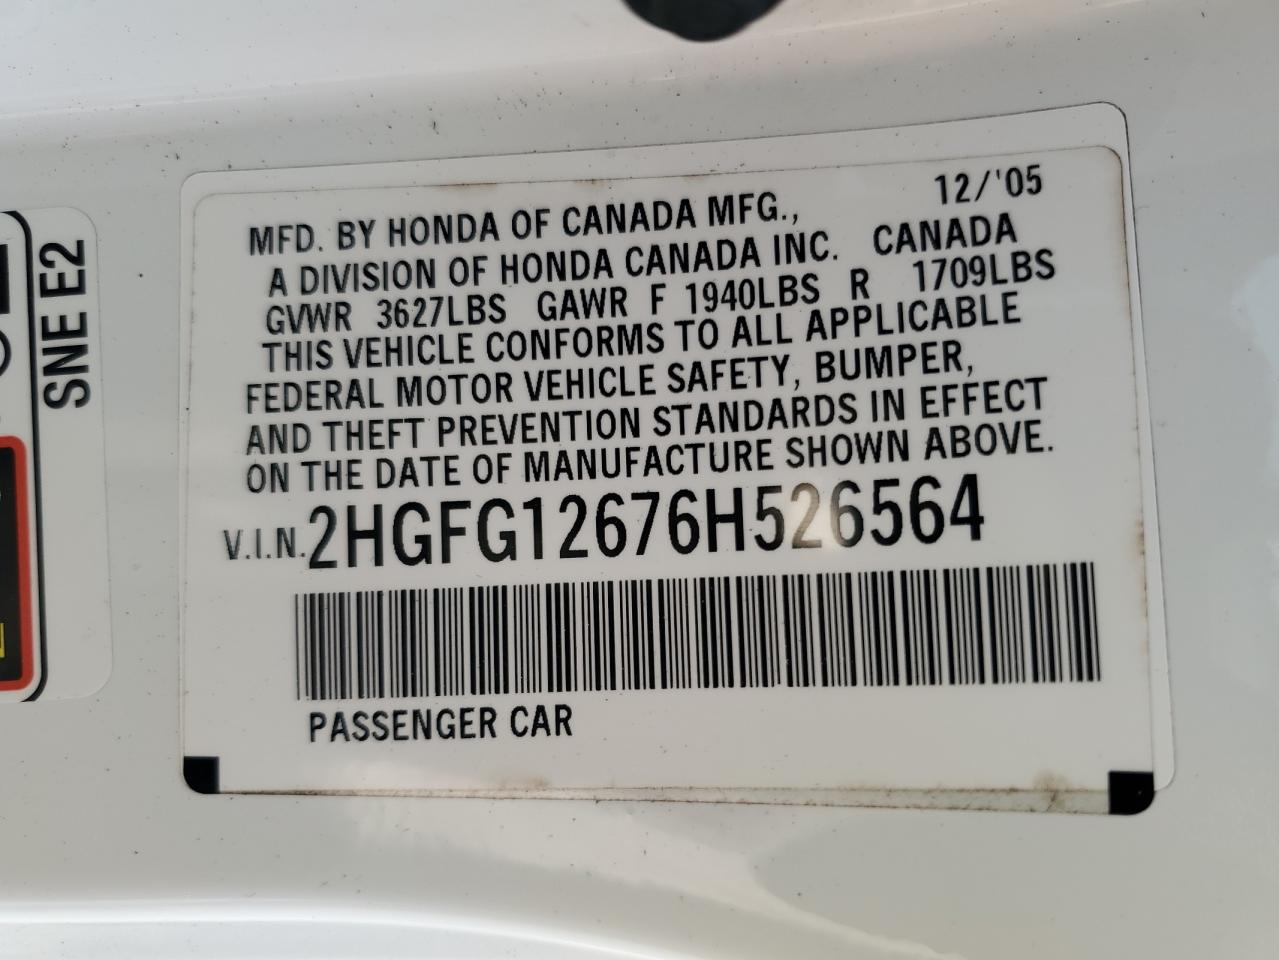 SNE E2
12/'05
MFD. BY HONDA OF CANADA MFG.,
A DIVISION OF HONDA CANADA INC. CANADA
GVWR 3627LBS GAWR F 1940LBS R 1709LBS
THIS VEHICLE CONFORMS TO ALL APPLICABLE
FEDERAL MOTOR VEHICLE SAFETY, BUMPER,
AND THEFT PREVENTION STANDARDS IN EFFECT
ON THE DATE OF MANUFACTURE SHOWN ABOVE.
V.I.N. 2HGFG12676H526564
PASSENGER CAR